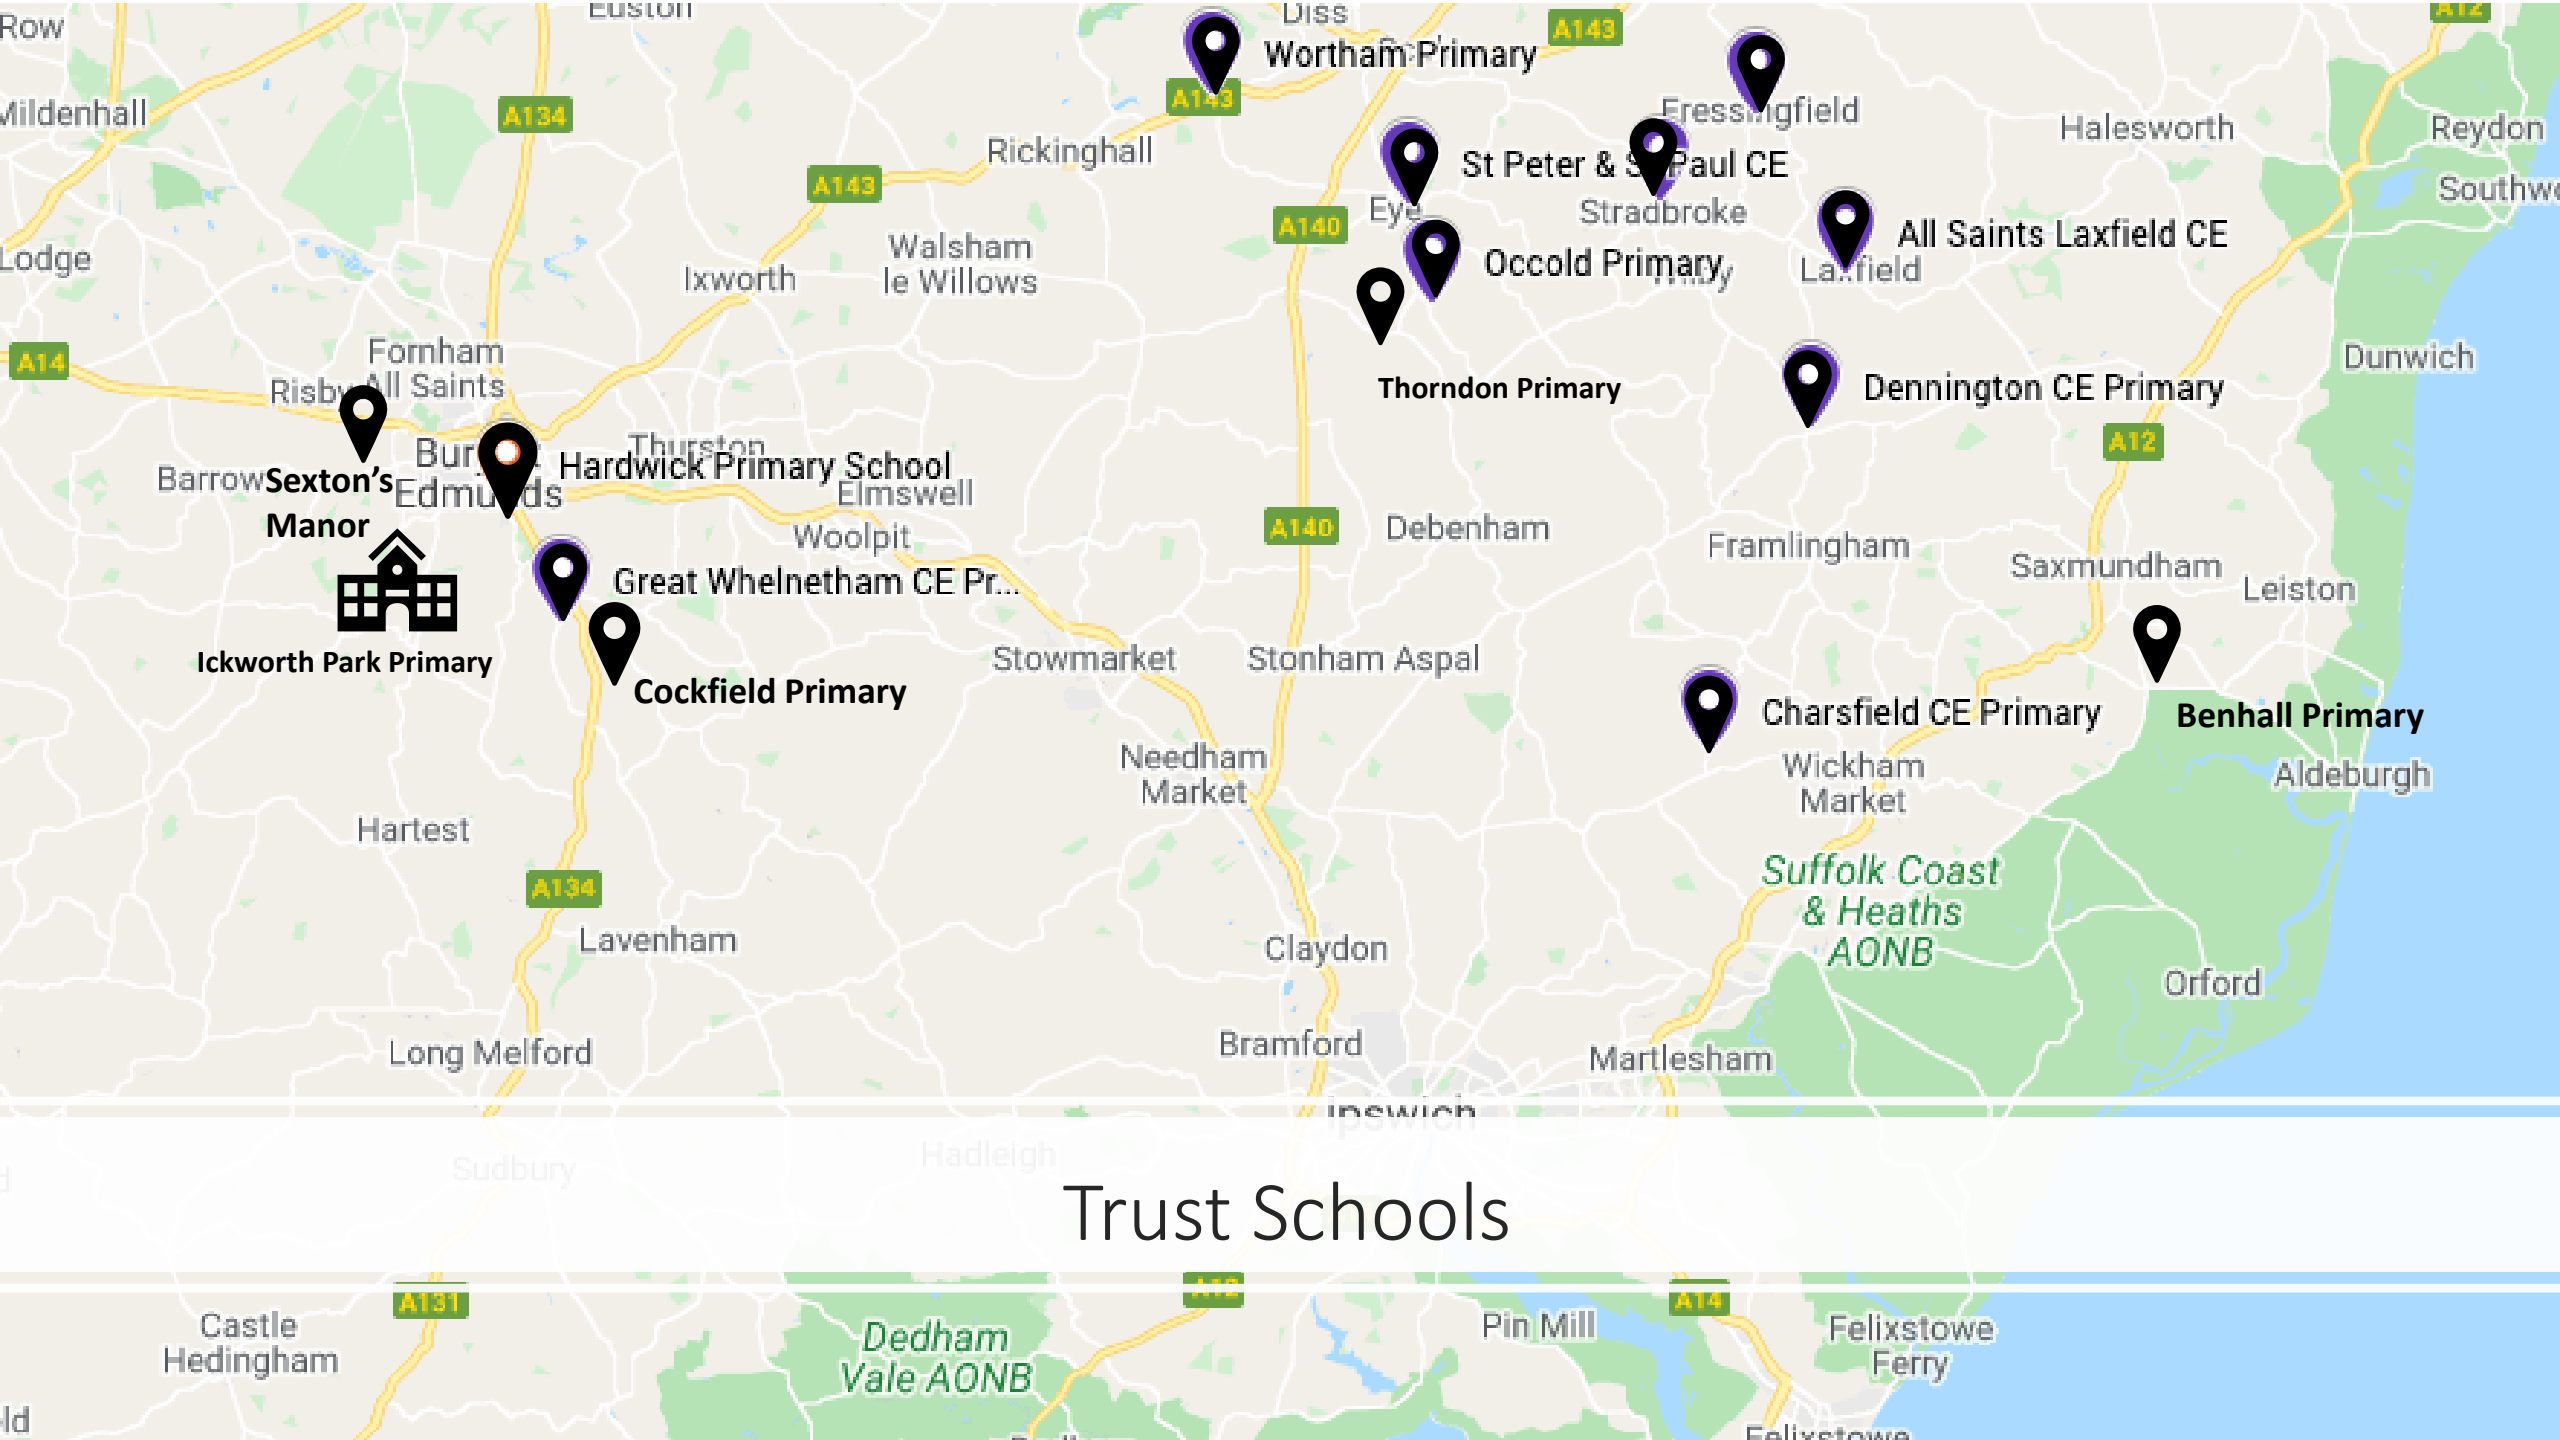 Euston
Diss
A143
A12
Row
Wortham Primary
A143
Mildenhall
A134
Fressingfield
Halesworth
Reydon
Rickinghall
St Peter & St Paul CE
A143
Eye
Stradbroke
A140
All Saints Laxfield CE
Lodge
Walsham
le Willows
Ixworth
Occold Primary
Laxfield
Fornham
All Saints
A14
Risby
Thorndon Primary
Dennington CE Primary
Dunwich
A12
Thurston
Hardwick Primary School
Barrow
Sexton's
Manor
Edmunds
Elmswell
Woolpit
A140
Debenham
Framlingham
Saxmundham
Leiston
Great Whelnetham CE Pr...
Ickworth Park Primary
Stowmarket
Stonham Aspal
Cockfield Primary
Charsfield CE Primary
Benhall Primary
Needham
Market
Wickham
Market
Aldeburgh
Hartest
Suffolk Coast
& Heaths
AONB
A134
Lavenham
Claydon
Orford
Long Melford
Bramford
Martlesham
Ipswich
Hadleigh
Sudbury
Trust Schools
A131
A12
A14
Castle
Hedingham
Dedham
Vale AONB
Pin Mill
Felixstowe
Ferry
Felixstowe